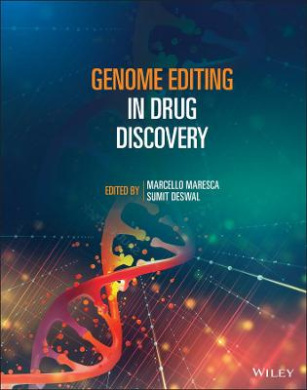 GENOME EDITING
IN DRUG
DISCOVERY
EDITED BY
MARCELLO MARESCA
SUMIT DESWAL
WILEY